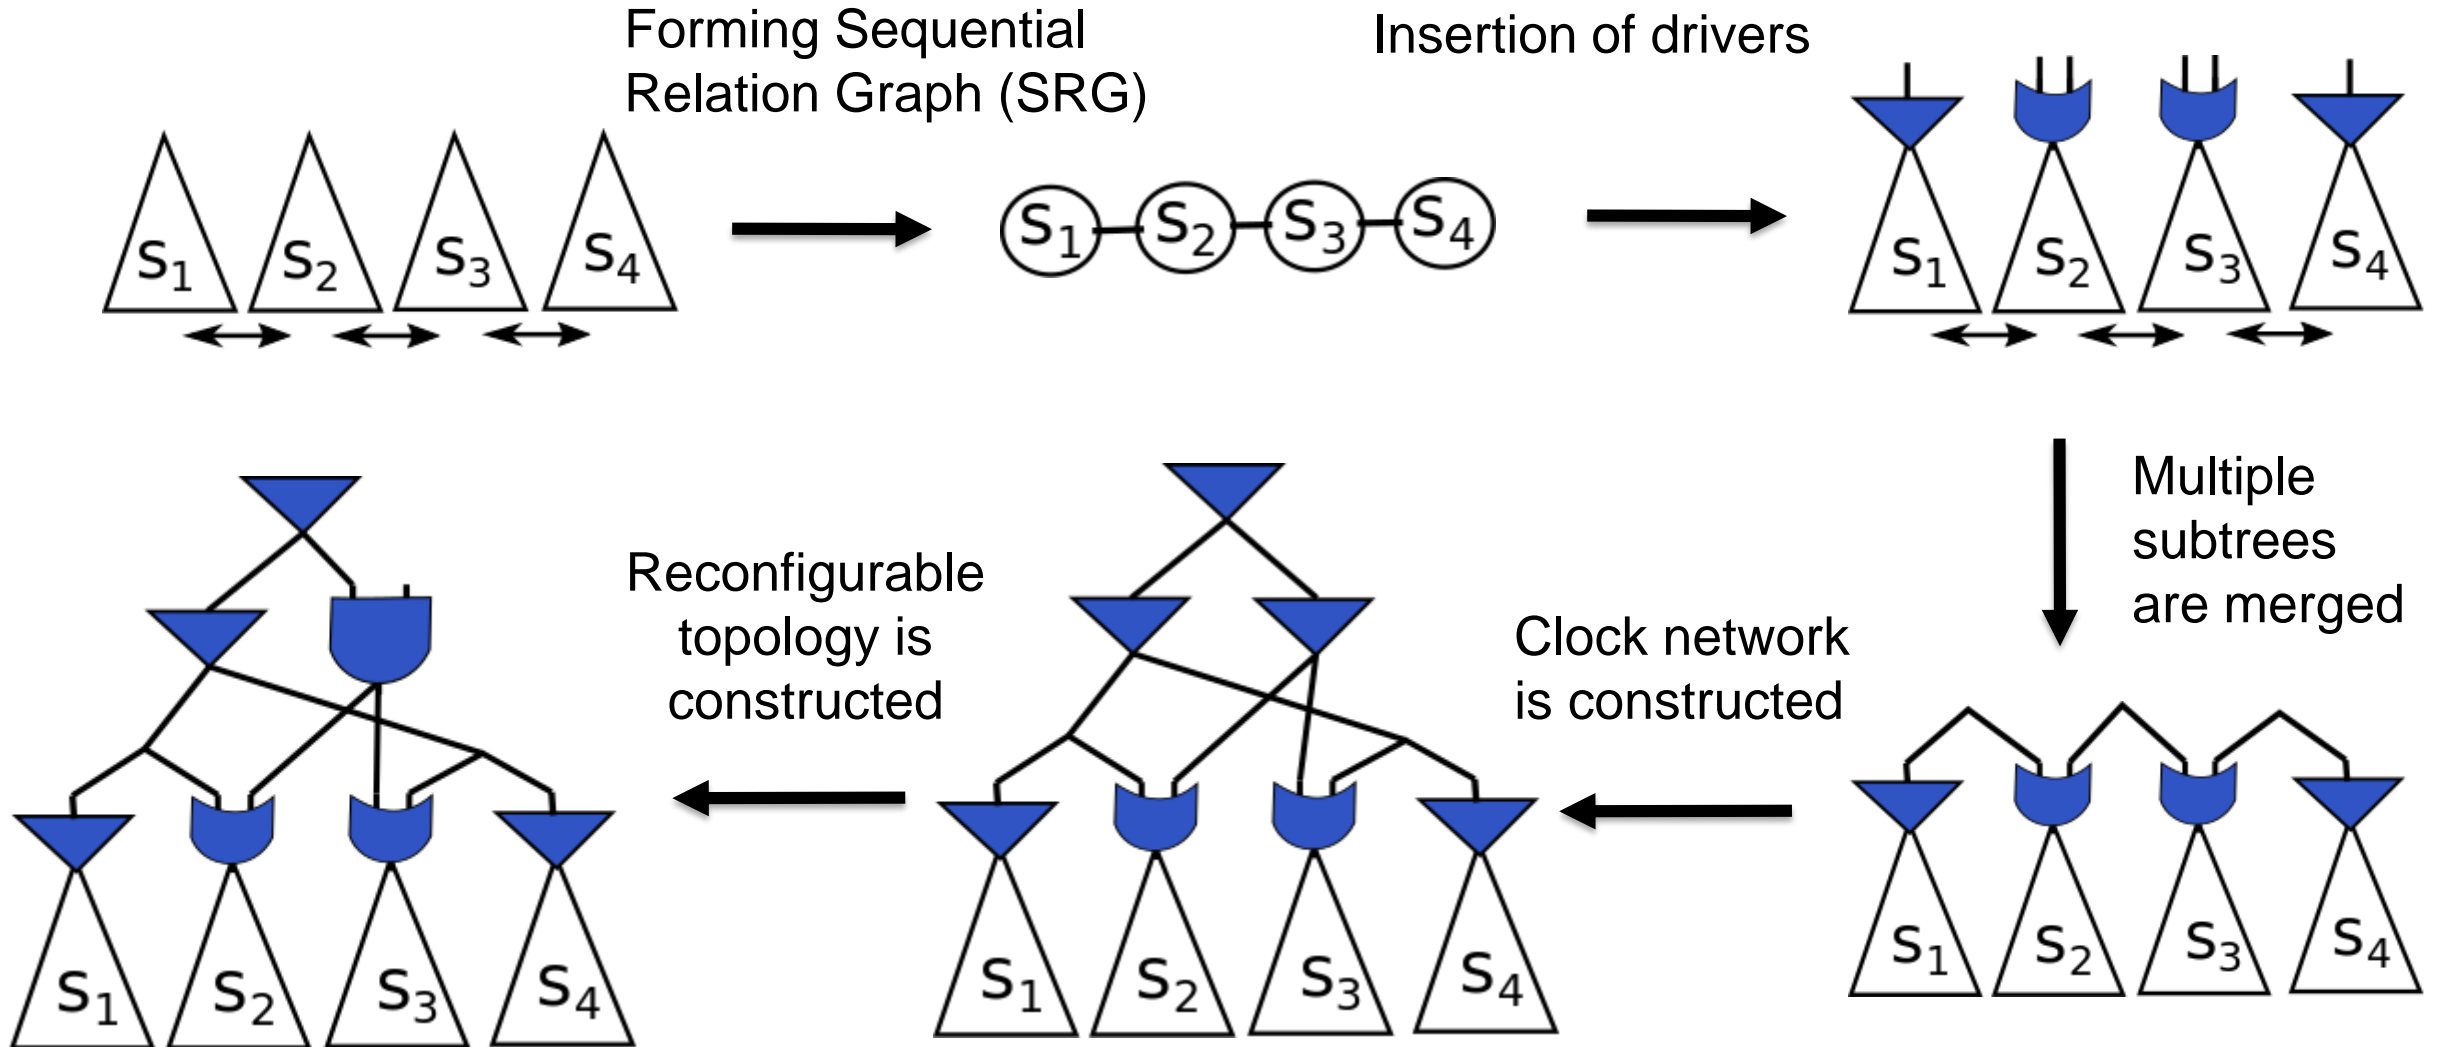 Forming Sequential
Relation Graph (SRG)
Insertion of drivers
S1 S2 S3 S4
S1 S2 S3 S4
S1 S2 S3 S4
Multiple
subtrees
are merged
Reconfigurable
topology is
constructed
Clock network
is constructed
S1 S2 S3 S4
S1 S2 S3 S4
S1 S2 S3 S4